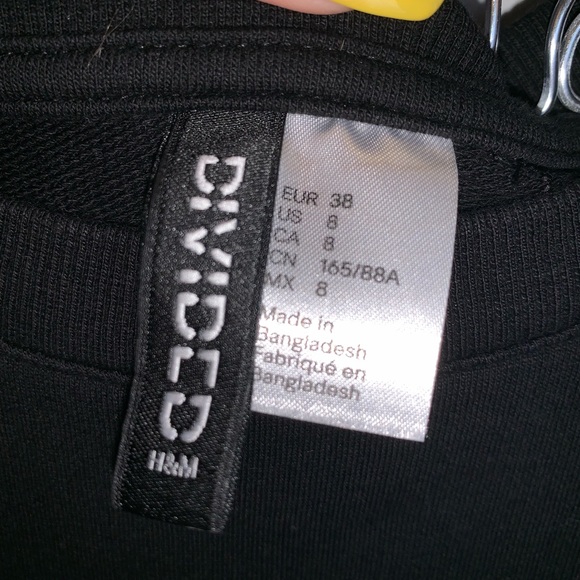 DIVIDED
H&M
EUR 38
US 8
CA 8
CN 165/88A
MX 8
Made in
Bangladesh
Fabriqué en
Bangladesh